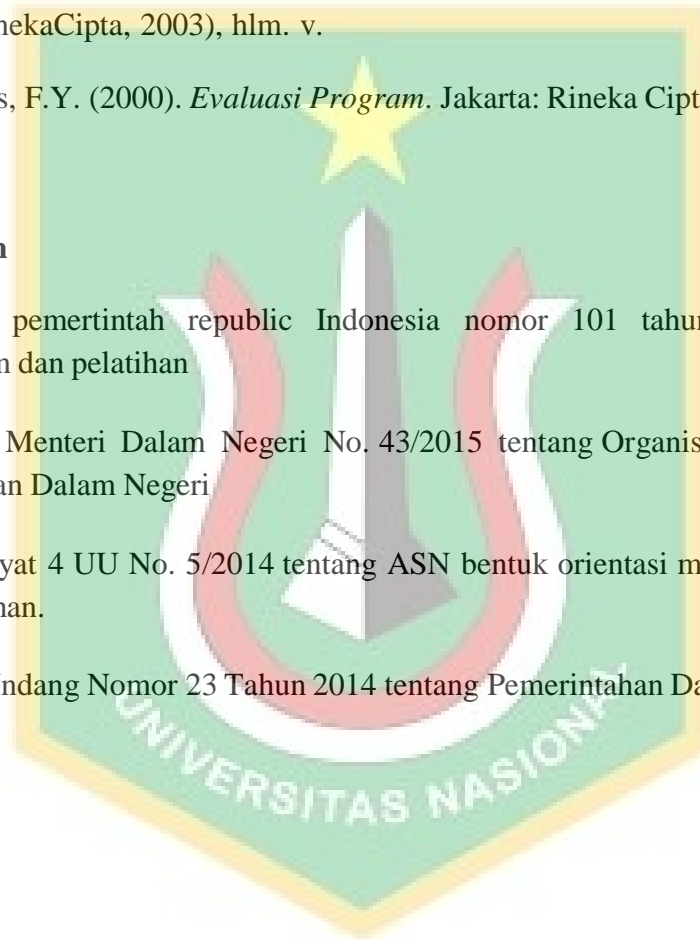 nekaCipta, 2003), hlm. v.
s, F.Y. (2000). Evaluasi Program. Jakarta: Rineka Cipt
n
pemertintah republic Indonesia nomor 101 tahun
n dan pelatihan
Menteri Dalam Negeri No. 43/2015 tentang Organis
an Dalam Negeri
yat 4 UU No. 5/2014 tentang ASN bentuk orientasi m
han.
Undang Nomor 23 Tahun 2014 tentang Pemerintahan Da
UNIVERSITAS NASIONAL